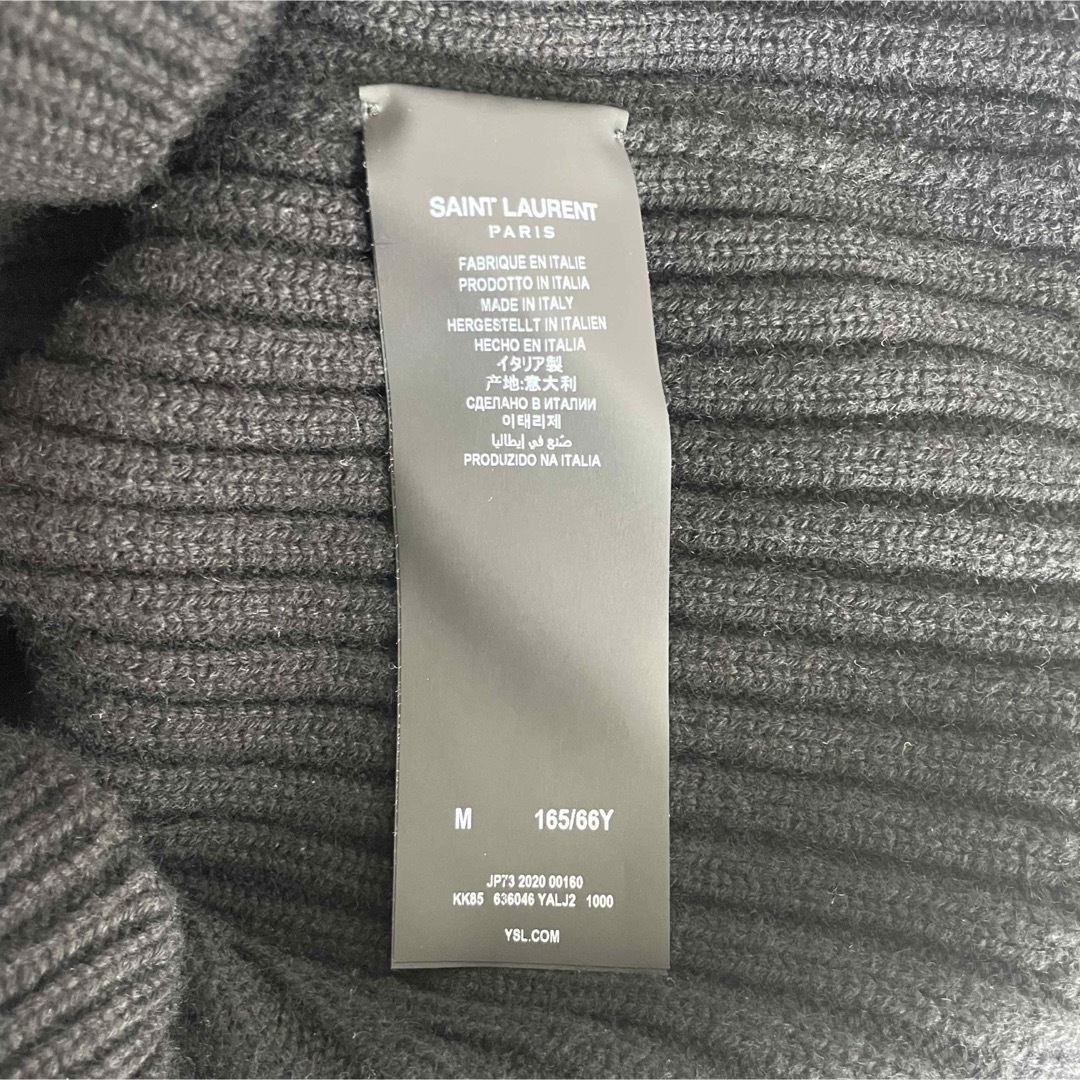 SAINT LAURENT
PARIS
FABRIQUE EN ITALIE
PRODOTTO IN ITALIA
MADE IN ITALY
HERGESTELLT IN ITALIEN
HECHO EN ITALIA
イタリア製
产地:意大利
СДЕЛАНО В ИТАЛИИ
이태리제
صنع في إيطاليا
PRODUZIDO NA ITALIA
M 165/66Y
JP73 2020 00160
KK85 636046 YALJ2 1000
YSL.COM